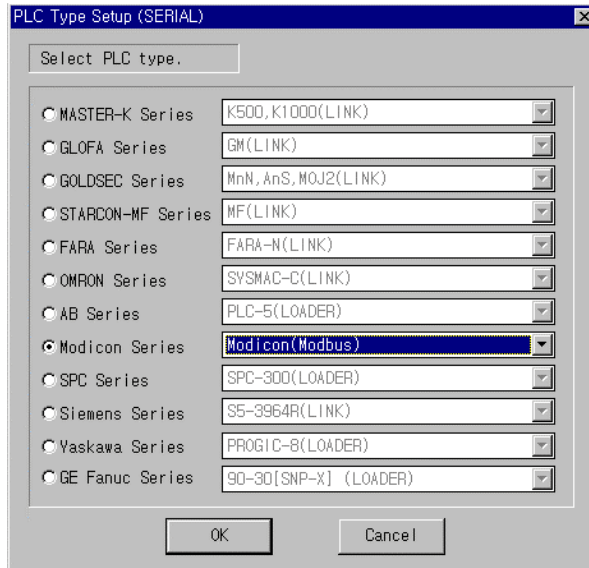 PLC Type Setup (SERIAL)
Select PLC type.
MASTER-K Series K500,K1000(LINK)
GLOFA Series GM(LINK)
GOLDSEC Series MnN,AnS,MOJ2(LINK)
STARCON-MF Series MF(LINK)
FARA Series FARA-N(LINK)
OMRON Series SYSMAC-C(LINK)
AB Series PLC-5(LOADER)
Modicon Series Modicon(Modbus)
SPC Series SPC-300(LOADER)
Siemens Series S5-3964R(LINK)
Yaskawa Series PROGIC-8(LOADER)
GE Fanuc Series 90-30[SNP-X] (LOADER)
OK Cancel